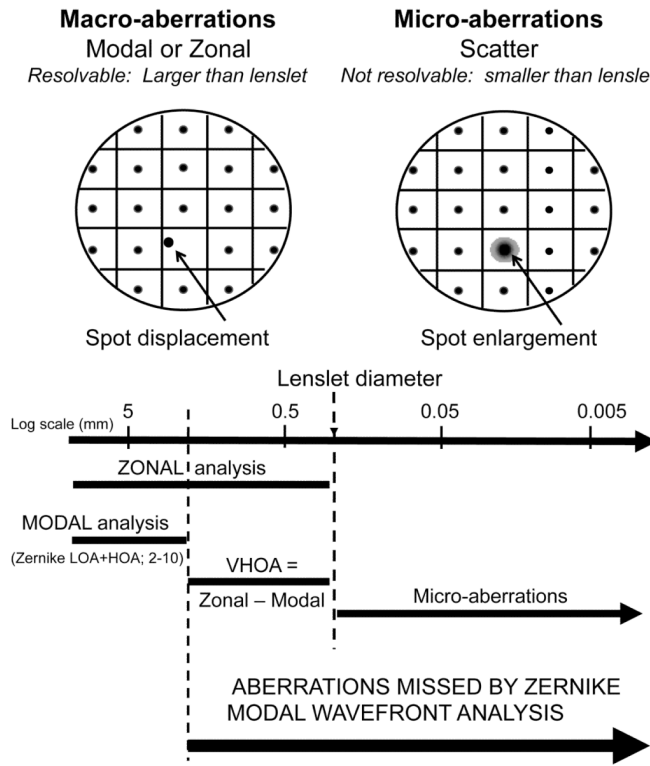 Macro-aberrations
Modal or Zonal
Resolvable: Larger than lenslet
Micro-aberrations
Scatter
Not resolvable: smaller than lensle
Spot displacement
Spot enlargement
Lenslet diameter
Log scale (mm)
5
0.5
0.05
0.005
ZONAL analysis
MODAL analysis
(Zernike LOA+HOA; 2-10)
VHOA =
Zonal – Modal
Micro-aberrations
ABERRATIONS MISSED BY ZERNIKE
MODAL WAVEFRONT ANALYSIS